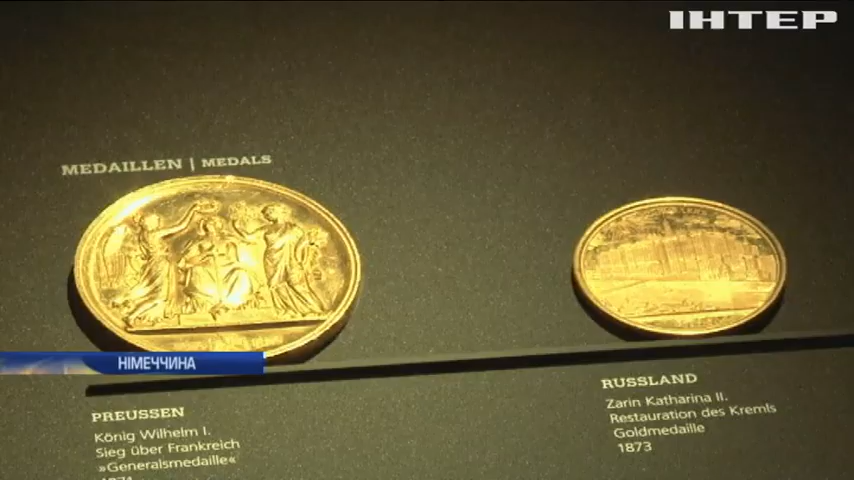 ІНТЕР
MEDAILLEN | MEDALS
НІМЕЧЧИНА
PREUSSEN
König Wilhelm I.
Sieg über Frankreich
»Generalsmedaille«
1871
RUSSLAND
Zarin Katharina II.
Restauration des Kremls
Goldmedaille
1873